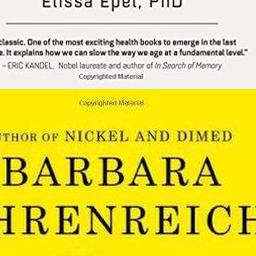 Elissa Epel, PhD
classic. One of the most exciting health books to emerge in the last
e. It explains how we can slow the way we age at a fundamental level."
– ERIC KANDEL, Nobel laureate and author of In Search of Memory
Copyrighted Material
Copyrighted Material
THOR OF NICKEL AND DIMED
BARBARA
HRENREICH